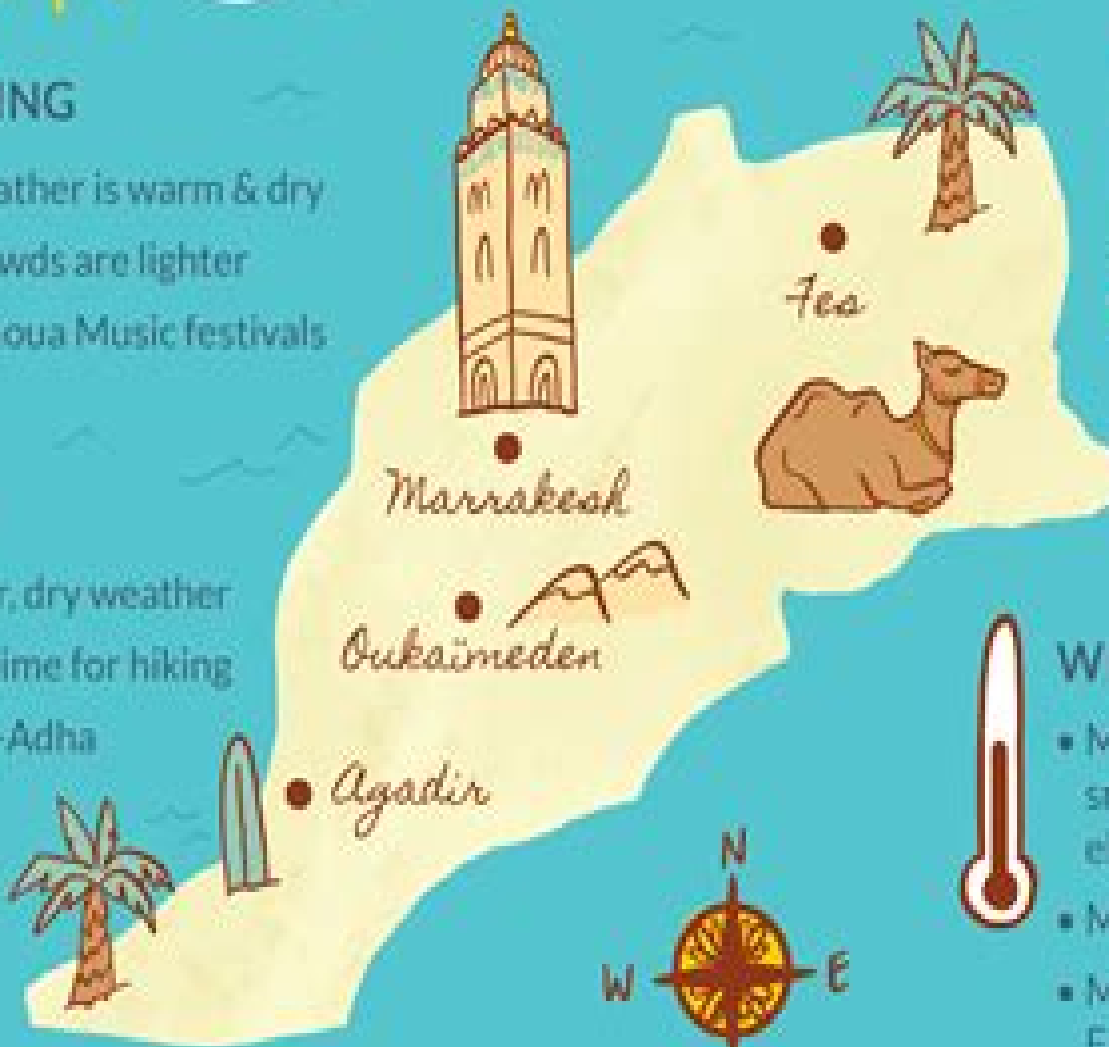 ING
ather is warm & dry
wds are lighter
oua Music festivals
Fes
Marrakesh
r, dry weather
ime for hiking
-Adha
Oukaïmeden
Agadir
N
W E
W
• M
• M
• M